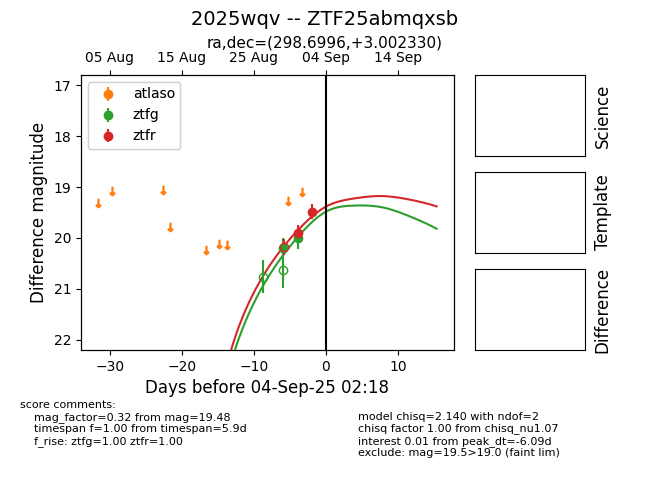 2025wqv -- ZTF25abmqxsb
ra,dec=(298.6996,+3.002330)
05 Aug 15 Aug 25 Aug 04 Sep 14 Sep
atlaso
ztfg
ztfr
17
18
19
20
21
22
Difference magnitude
−30 −20 −10 0 10
Days before 04-Sep-25 02:18
Science
Template
Difference
score comments:
mag_factor=0.32 from mag=19.48
timespan f=1.00 from timespan=5.9d
f_rise: ztfg=1.00 ztfr=1.00
model chisq=2.140 with ndof=2
chisq factor 1.00 from chisq_nu1.07
interest 0.01 from peak_dt=-6.09d
exclude: mag=19.5>19.0 (faint lim)